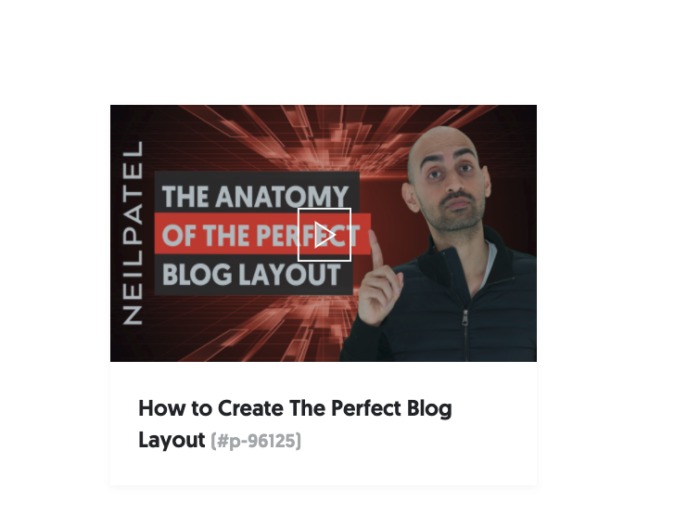 NEILPATEL
THE ANATOMY
OF THE PERFECT
BLOG LAYOUT
How to Create The Perfect Blog
Layout (#p-96125)